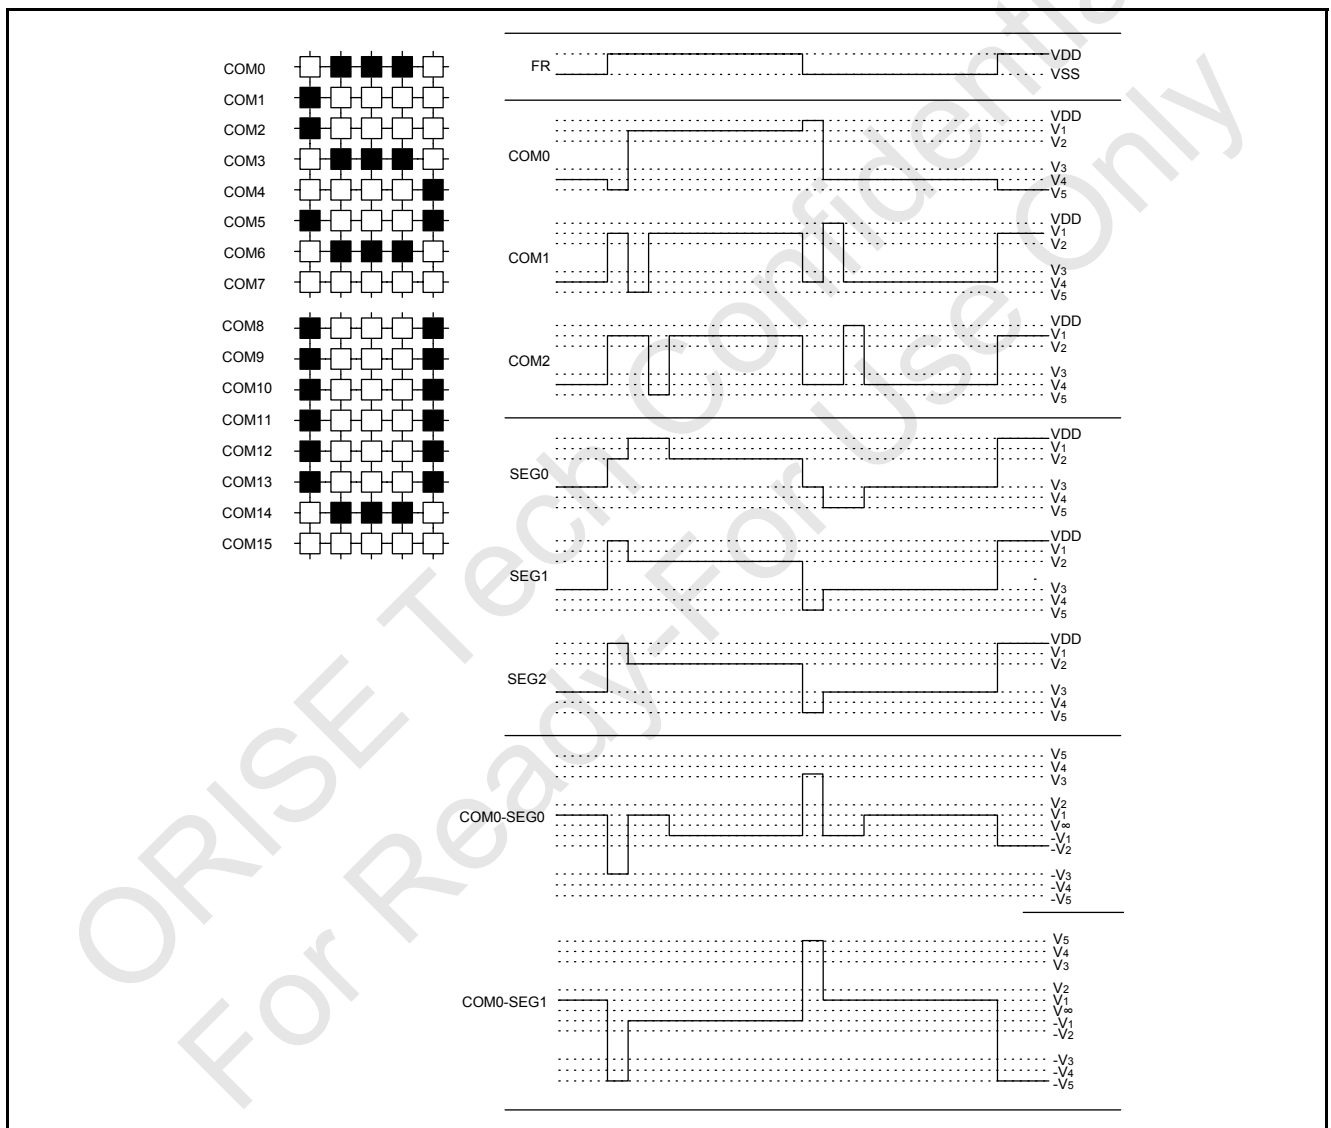 COM0
COM1
COM2
COM3
COM4
COM5
COM6
COM7
COM8
COM9
COM10
COM11
COM12
COM13
COM14
COM15
FR
VDD
VSS
COM0
VDD
V1
V2
V3
V4
V5
COM1
VDD
V1
V2
V3
V4
V5
COM2
VDD
V1
V2
V3
V4
V5
SEG0
VDD
V1
V2
V3
V4
V5
SEG1
VDD
V1
V2
V3
V4
V5
SEG2
VDD
V1
V2
V3
V4
V5
COM0-SEG0
V5
V4
V3
V2
V1
V∞
-V1
-V2
-V3
-V4
-V5
COM0-SEG1
V5
V4
V3
V2
V1
V∞
-V1
-V2
-V3
-V4
-V5
ORISE Tech Confidential
For Ready-For Use Only